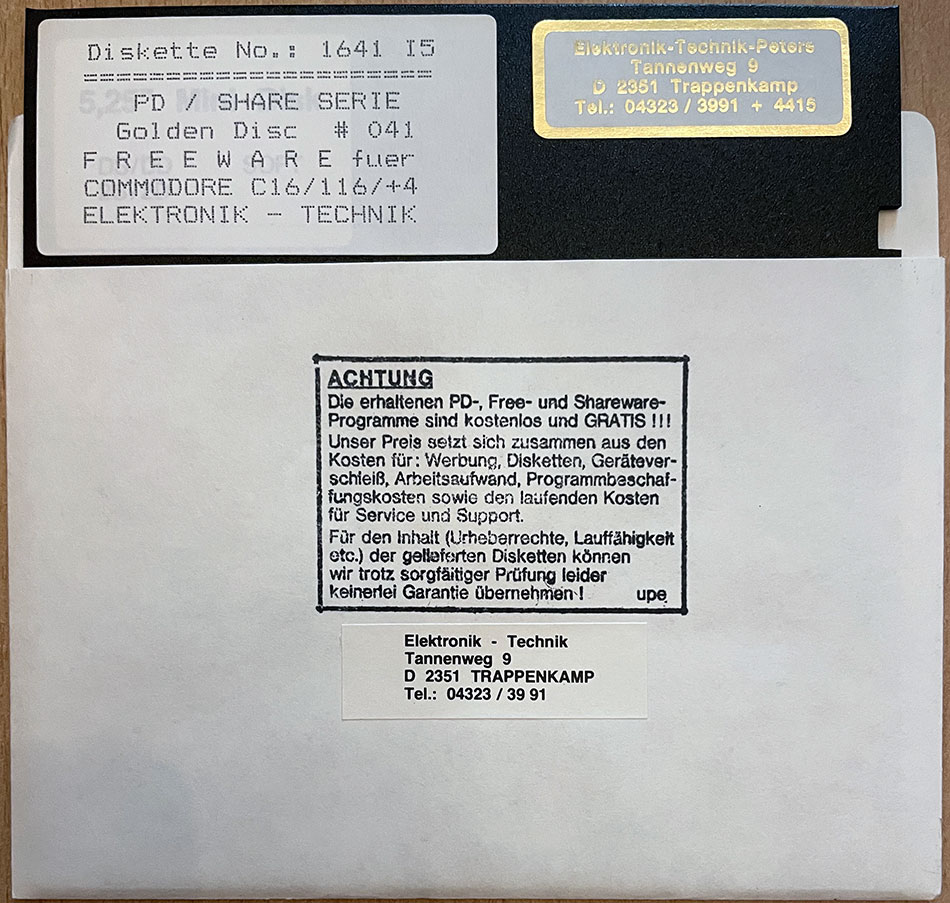 Diskette No.: 1641 I5
=====================
PD / SHARE SERIE
Golden Disc # 041
F R E E W A R E fuer
COMMODORE C16/116/+4
ELEKTRONIK - TECHNIK
Elektronik-Technik-Peters
Tannenweg 9
D 2351 Trappenkamp
Tel.: 04323 / 3991 + 4415
ACHTUNG
Die erhaltenen PD-, Free- und Shareware-
Programme sind kostenlos und GRATIS !!!
Unser Preis setzt sich zusammen aus den
Kosten für: Werbung, Disketten, Gerätever-
schleiß, Arbeitsaufwand, Programmbeschaf-
fungskosten sowie den laufenden Kosten
für Service und Support.
Für den Inhalt (Urheberrechte, Lauffähigkeit
etc.) der gelieferten Disketten können
wir trotz sorgfältiger Prüfung leider
keinerlei Garantie übernehmen ! upe
Elektronik - Technik
Tannenweg 9
D 2351 TRAPPENKAMP
Tel.: 04323 / 39 91